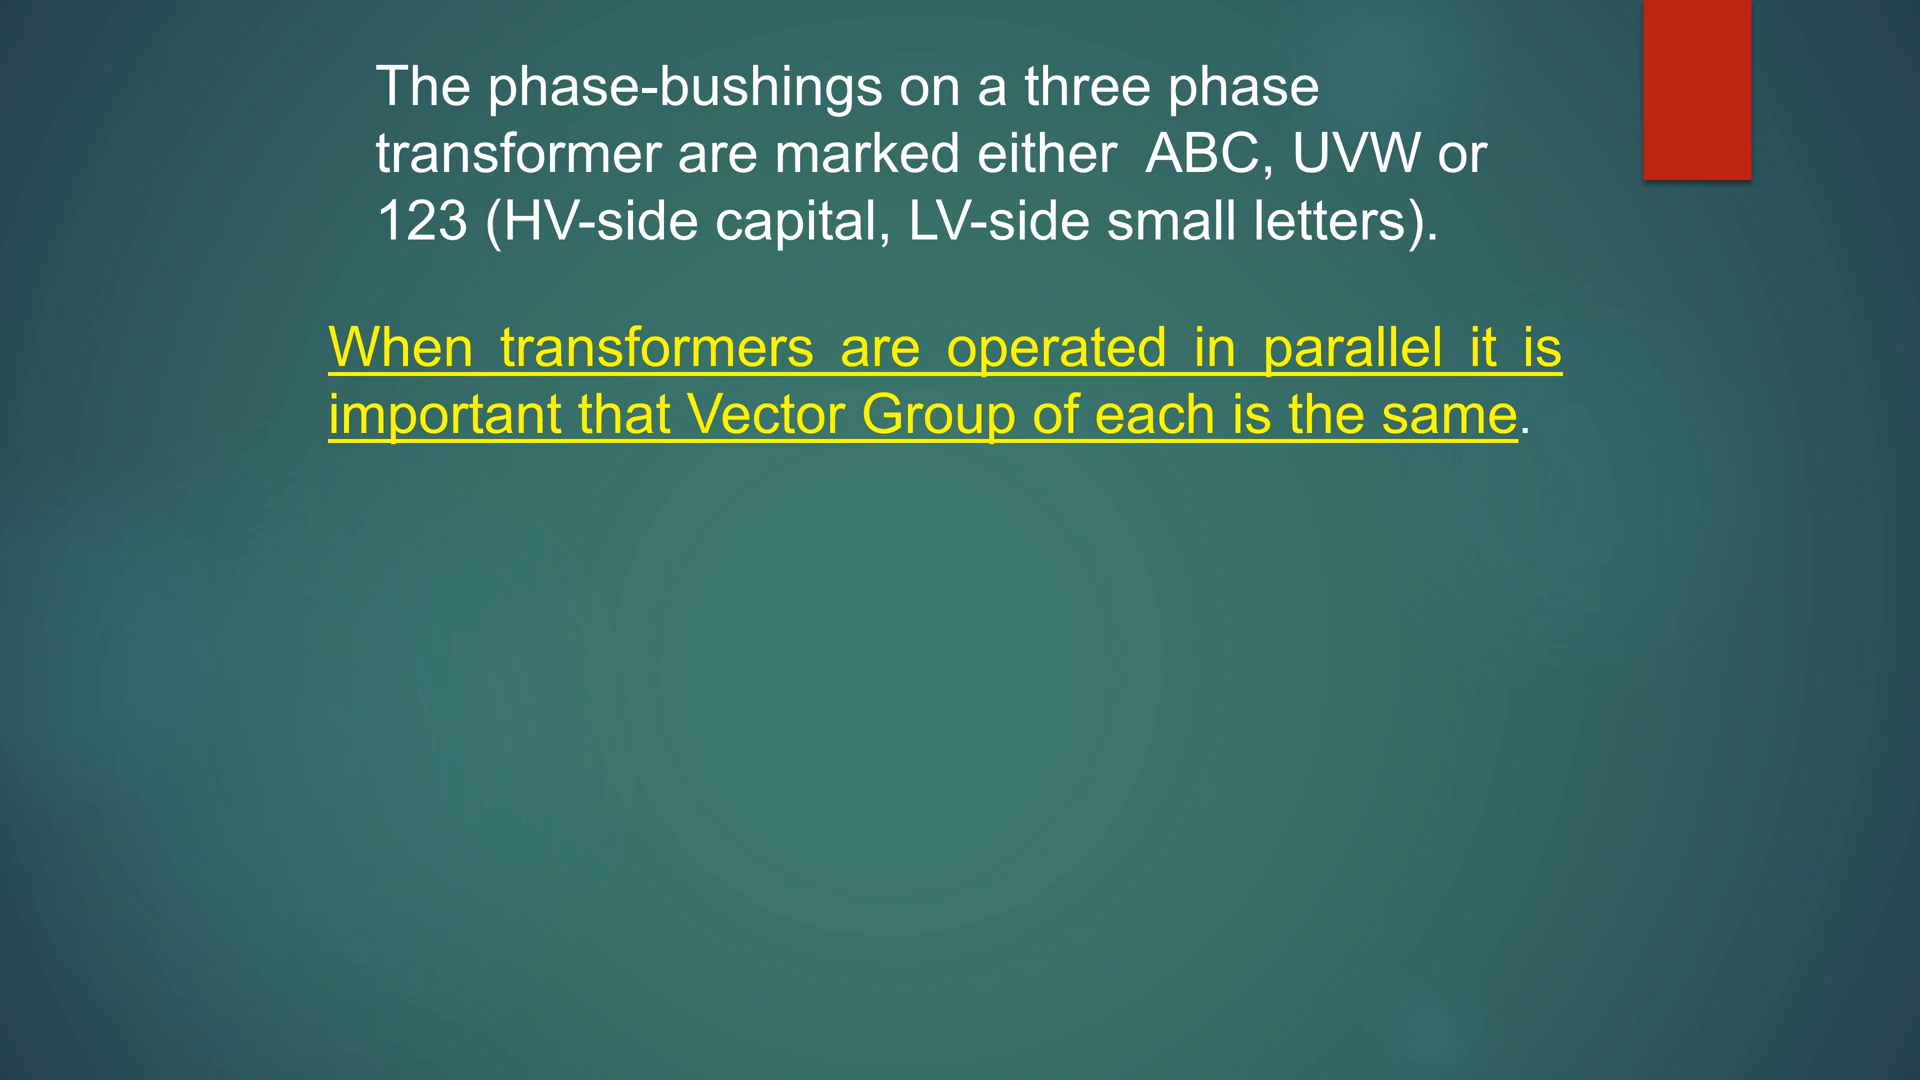 The phase-bushings on a three phase
transformer are marked either  ABC, UVW or
123 (HV-side capital, LV-side small letters).
When transformers are operated in parallel it is
important that Vector Group of each is the same.